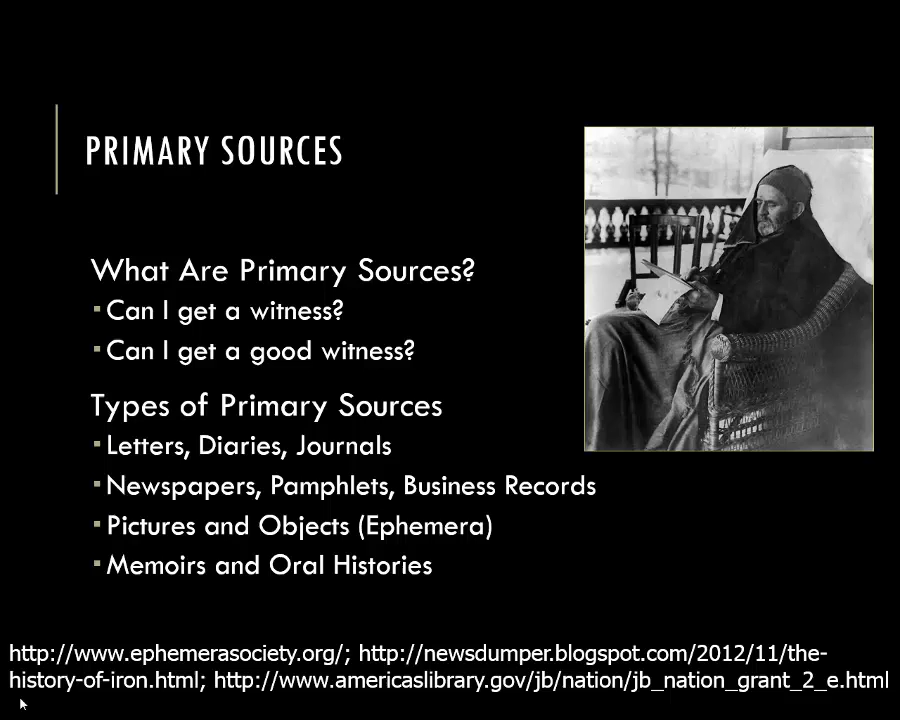 PRIMARY SOURCES
What Are Primary Sources?
Can I get a witness?
Can I get a good witness?
Types of Primary Sources
Letters, Diaries, Journals
Newspapers, Pamphlets, Business Records
Pictures and Objects (Ephemera)
Memoirs and Oral Histories
http://www.ephemerasociety.org/; http://newsdumper.blogspot.com/2012/11/the-
history-of-iron.html; http://www.americaslibrary.gov/jb/nation/jb_nation_grant_2_e.html